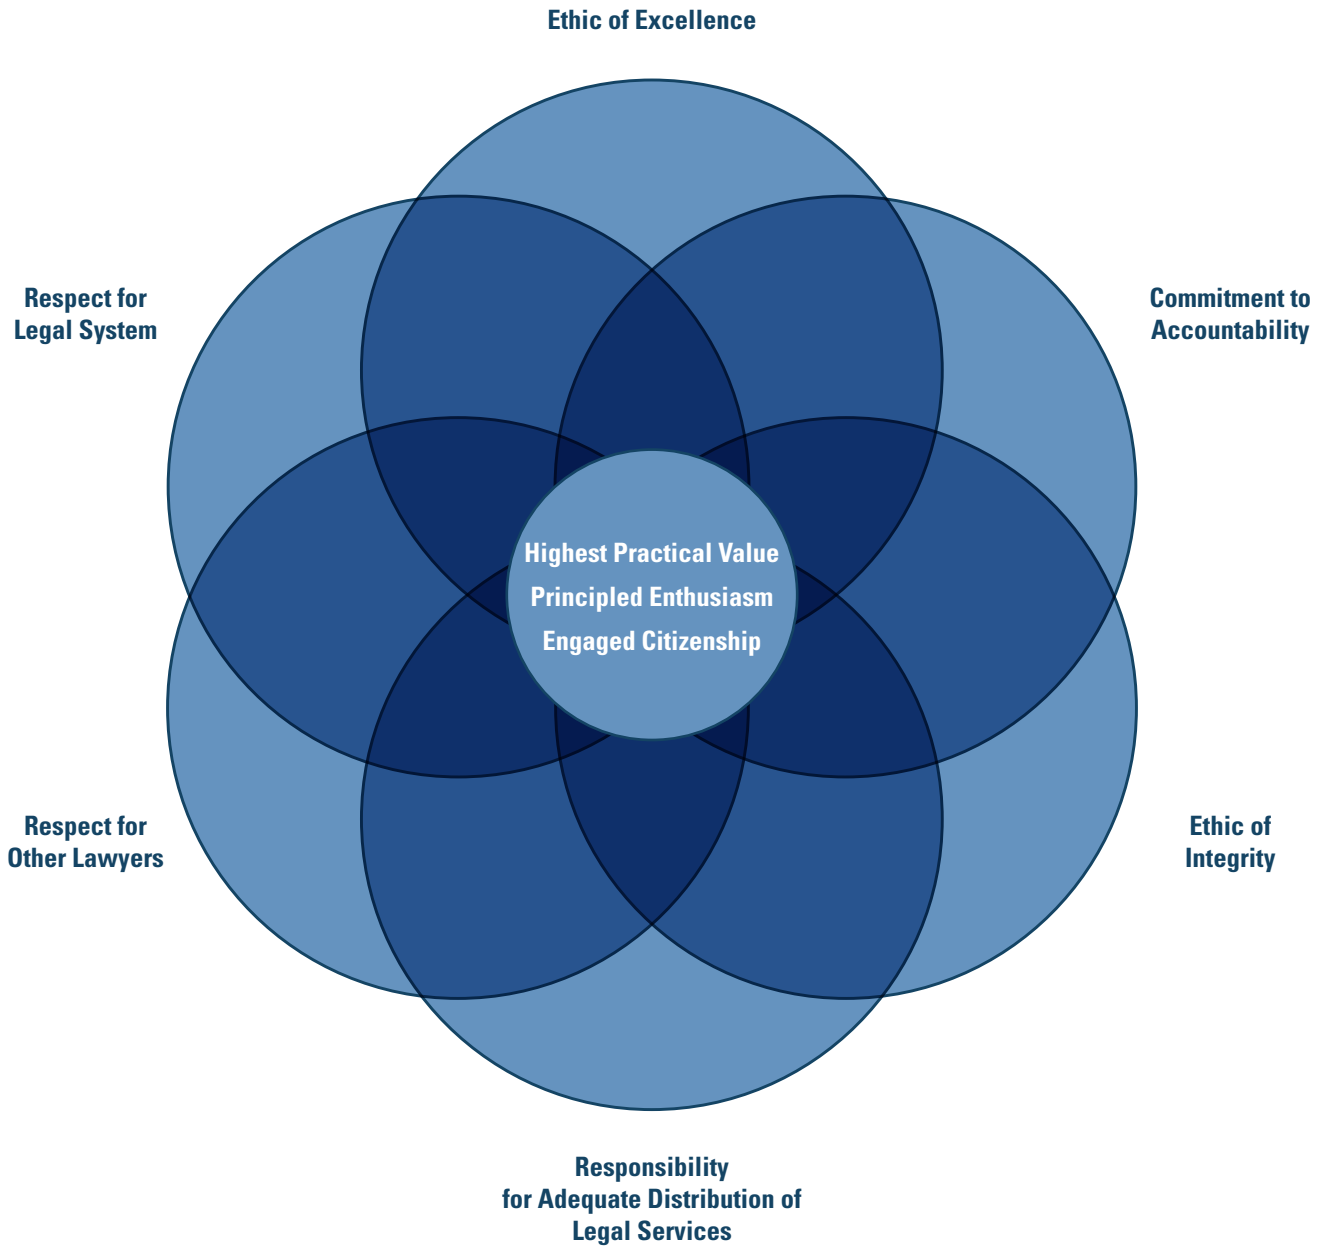 Ethic of Excellence
Respect for
Legal System
Commitment to
Accountability
Highest Practical Value
Principled Enthusiasm
Engaged Citizenship
Respect for
Other Lawyers
Ethic of
Integrity
Responsibility
for Adequate Distribution of
Legal Services